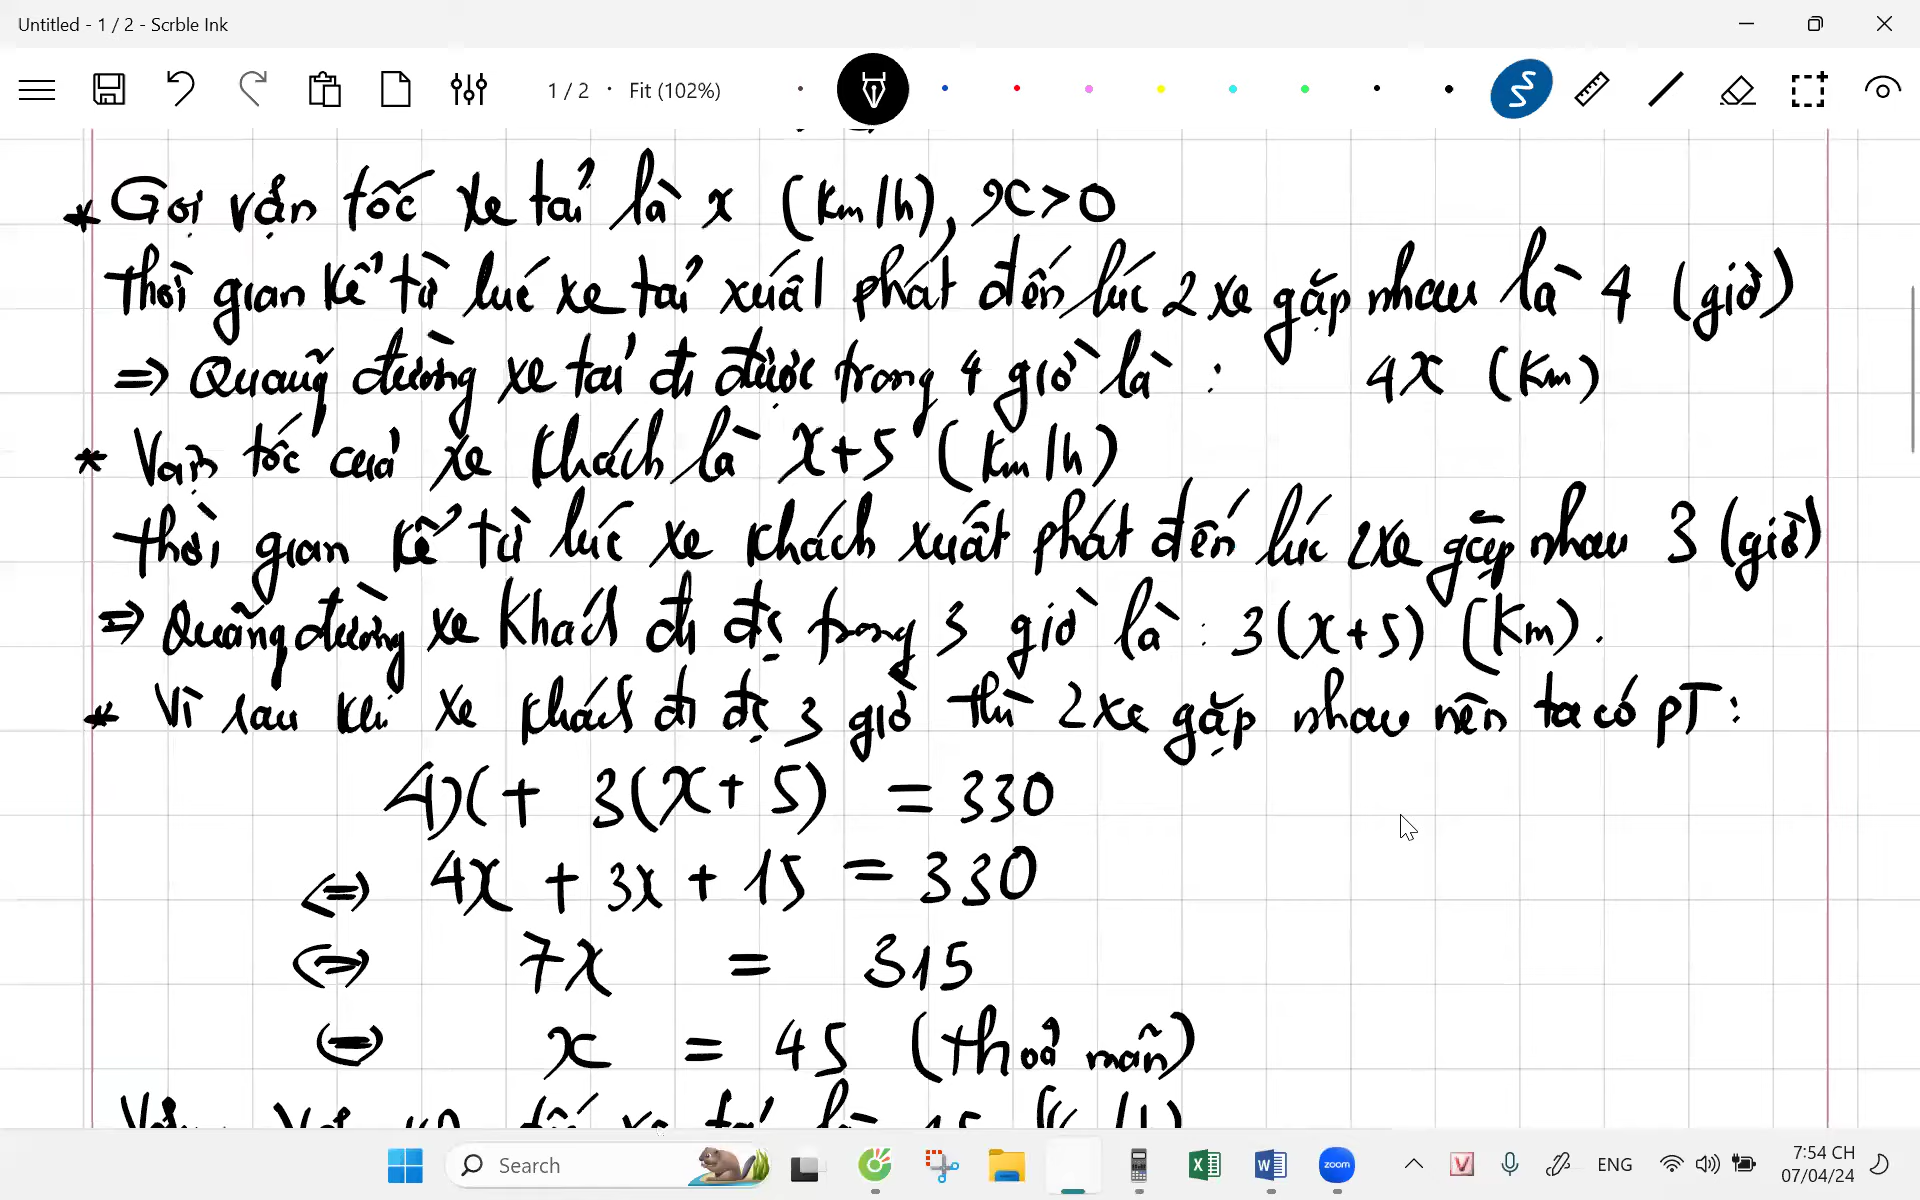 Untitled - 1 / 2 - Scrble Ink
1 / 2 · Fit (102%)
* Gọi vận tốc xe tải là x (km/h), x>0
thời gian kể từ lúc xe tải xuất phát đến lúc 2 xe gặp nhau là 4 (giờ)
=> Quãng đường xe tải đi được trong 4 giờ là : 4x (km)
* Vận tốc của xe khách là x+5 (km/h)
thời gian kể từ lúc xe khách xuất phát đến lúc 2xe gặp nhau 3 (giờ)
=> Quãng đường xe khách đi đc trong 3 giờ là : 3(x+5) (km).
* Vì sau khi xe khách đi đc 3 giờ thì 2xe gặp nhau nên ta có PT:
4x + 3(x+5) = 330
<=> 4x + 3x + 15 = 330
<=> 7x = 315
<=> x = 45 (thoả mãn)
Search
zoom
ENG
7:54 CH
07/04/24